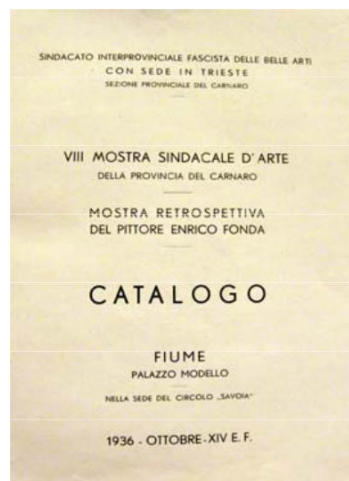 SINDACATO INTERPROVINCIALE FASCISTA DELLE BELLE ARTI
CON SEDE IN TRIESTE
SEZIONE PROVINCIALE DEL CARNARO
VIII MOSTRA SINDACALE D'ARTE
DELLA PROVINCIA DEL CARNARO
MOSTRA RETROSPETTIVA
DEL PITTORE ENRICO FONDA
CATALOGO
FIUME
PALAZZO MODELLO
NELLA SEDE DEL CIRCOLO „SAVOIA"
1936 - OTTOBRE - XIV E. F.